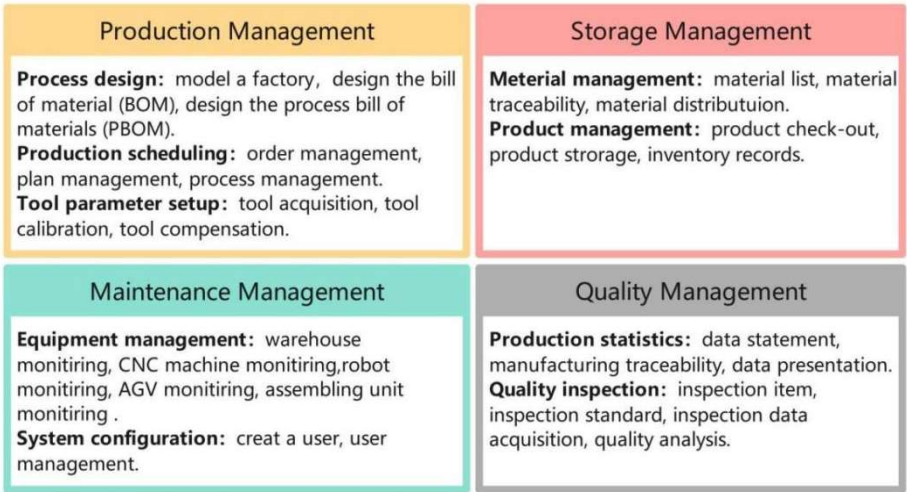 Production Management
Process design: model a factory, design the bill
of material (BOM), design the process bill of
materials (PBOM).
Production scheduling: order management,
plan management, process management.
Tool parameter setup: tool acquisition, tool
calibration, tool compensation.
Storage Management
Meterial management: material list, material
traceability, material distributuion.
Product management: product check-out,
product strorage, inventory records.
Maintenance Management
Equipment management: warehouse
monitiring, CNC machine monitiring,robot
monitiring, AGV monitiring, assembling unit
monitiring .
System configuration: creat a user, user
management.
Quality Management
Production statistics: data statement,
manufacturing traceability, data presentation.
Quality inspection: inspection item,
inspection standard, inspection data
acquisition, quality analysis.